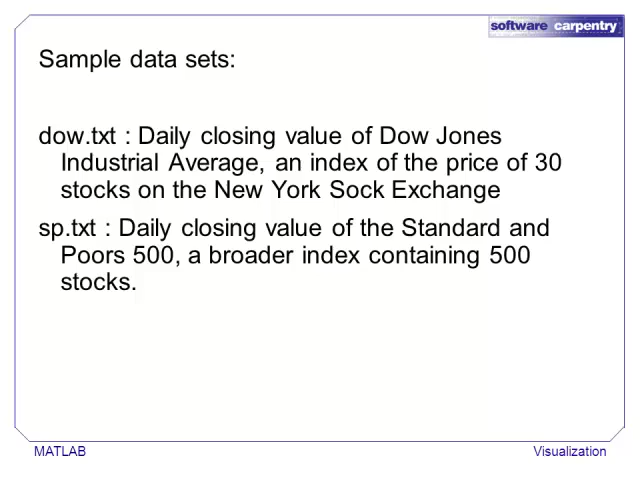 software carpentry
Sample data sets:
dow.txt : Daily closing value of Dow Jones
Industrial Average, an index of the price of 30
stocks on the New York Sock Exchange
sp.txt : Daily closing value of the Standard and
Poors 500, a broader index containing 500
stocks.
MATLAB
Visualization